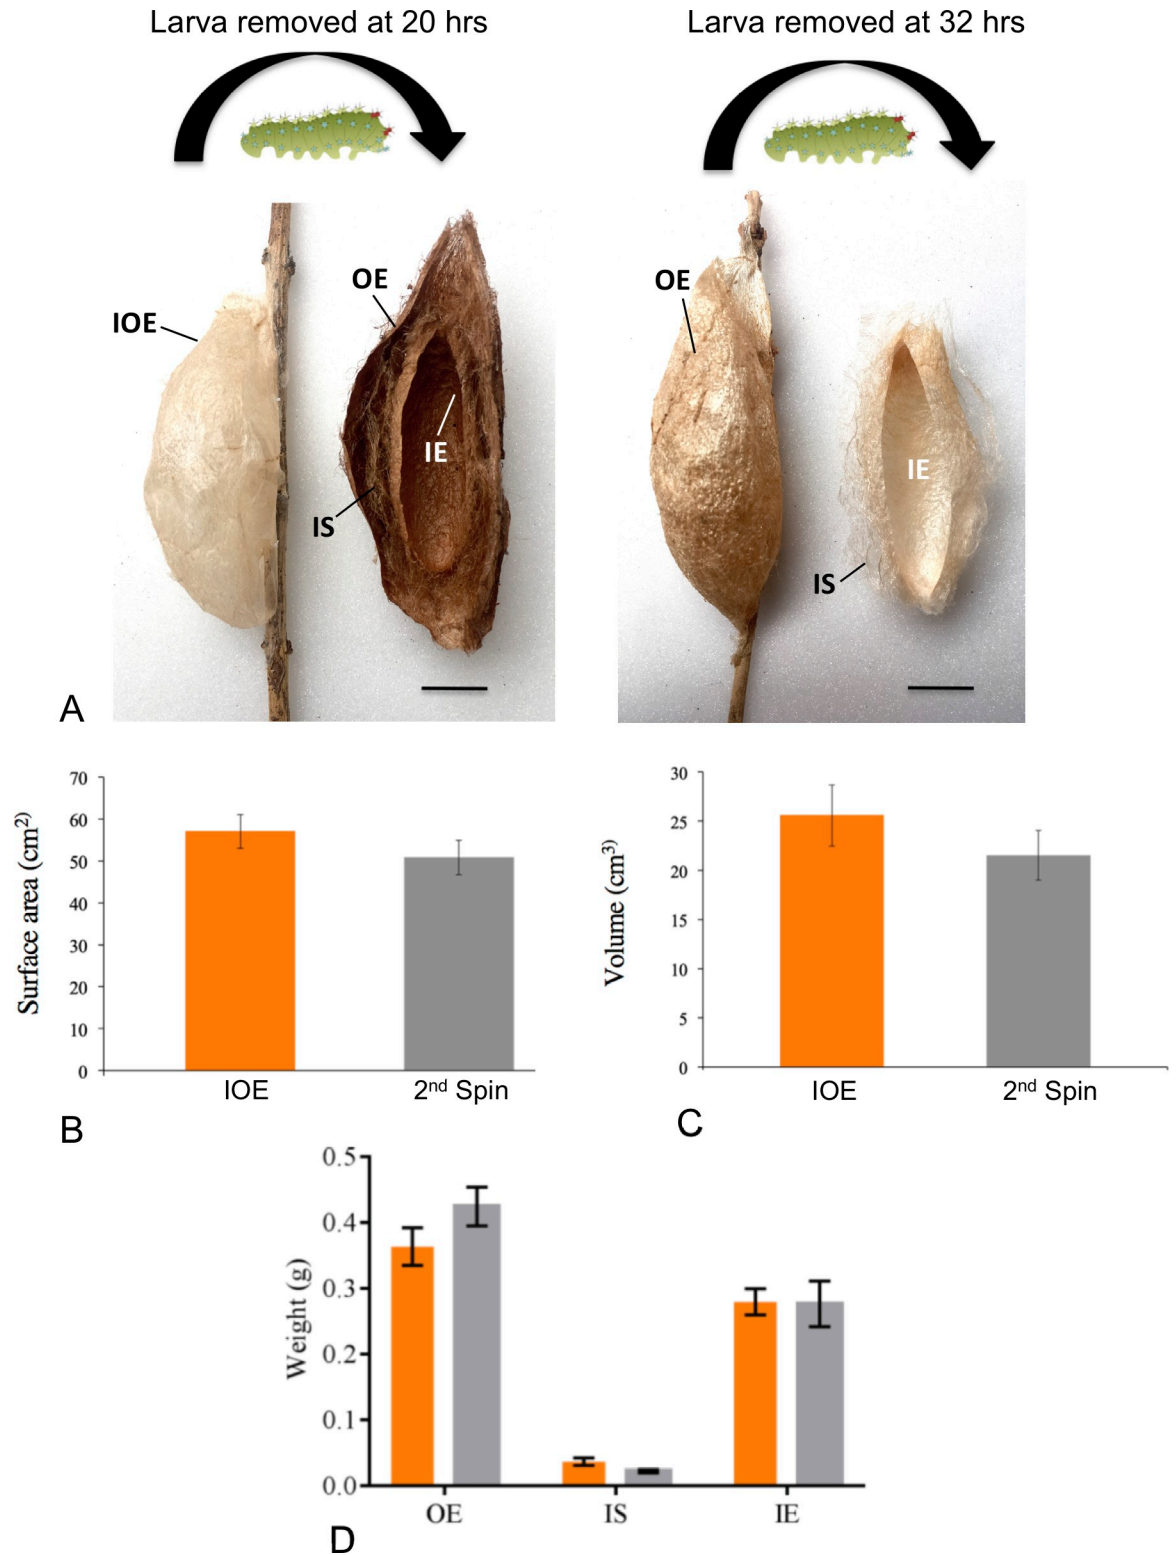 Larva removed at 20 hrs
Larva removed at 32 hrs
IOE
OE
IE
IS
OE
IE
IS
A
Surface area (cm²)
70
60
50
40
30
20
10
0
IOE
2ⁿᵈ Spin
B
Volume (cm³)
30
25
20
15
10
5
0
IOE
2ⁿᵈ Spin
C
Weight (g)
0.5
0.4
0.3
0.2
0.1
0.0
OE
IS
IE
D